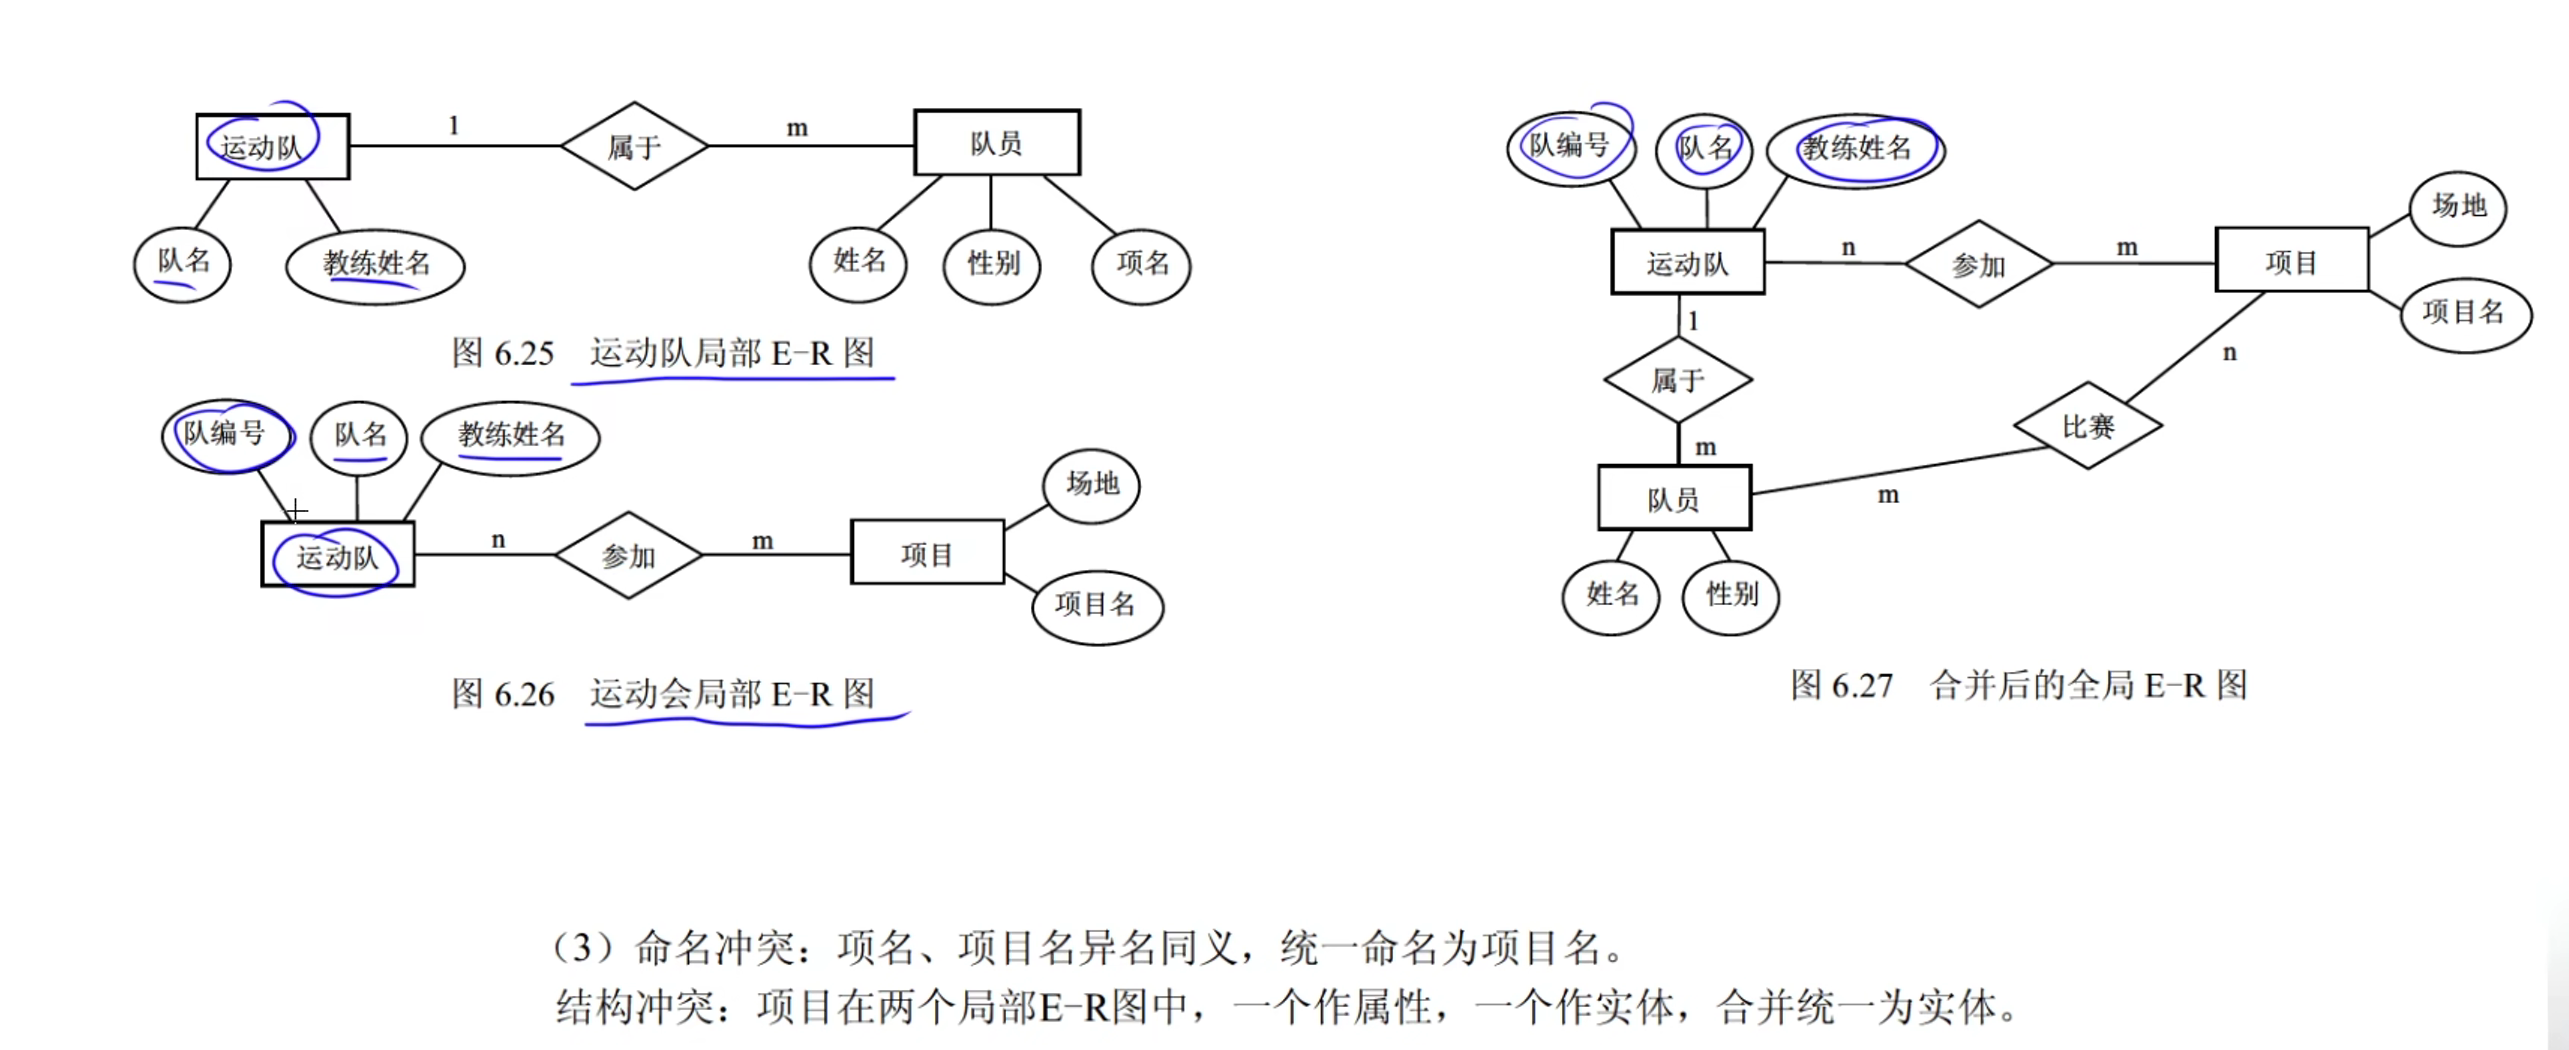 运动队
1
属于
m
队员
队名
教练姓名
姓名
性别
项名
图 6.25 运动队局部 E-R 图
队编号
队名
教练姓名
运动队
n
参加
m
项目
场地
项目名
图 6.26 运动会局部 E-R 图
队编号
队名
教练姓名
运动队
n
参加
m
项目
场地
项目名
1
属于
m
n
比赛
队员
m
姓名
性别
图 6.27 合并后的全局 E-R 图
（3）命名冲突：项名、项目名异名同义，统一命名为项目名。
结构冲突：项目在两个局部E-R图中，一个作属性，一个作实体，合并统一为实体。